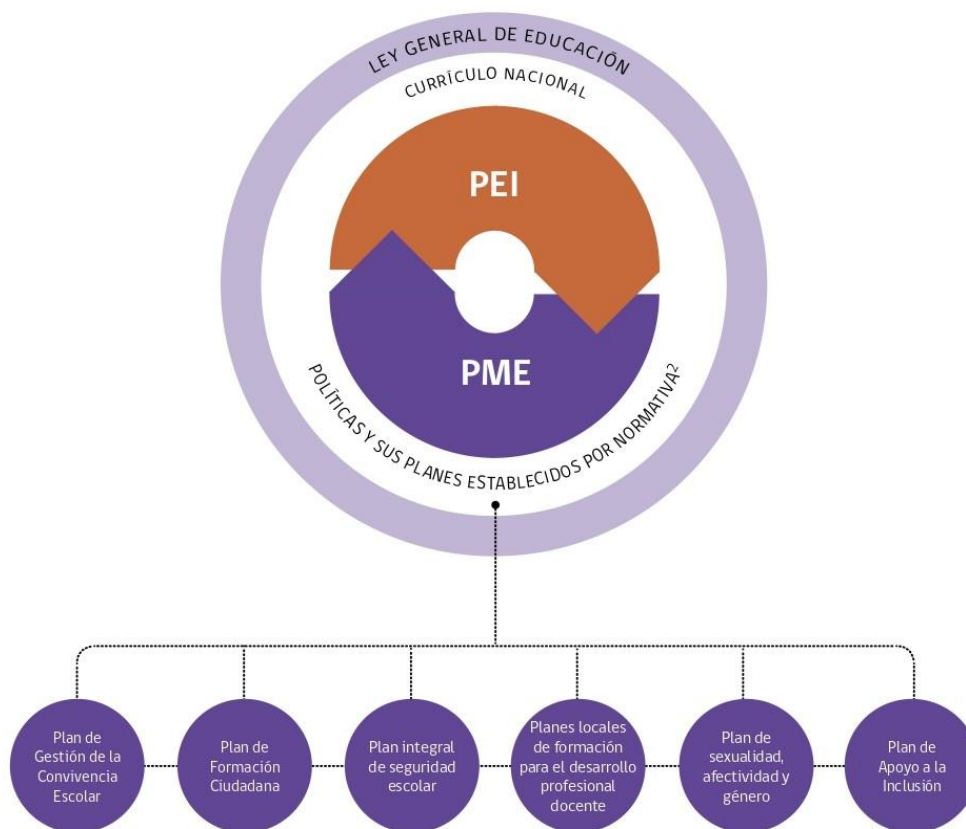 LEY GENERAL DE EDUCACIÓN
CURRÍCULO NACIONAL
PEI
PME
POLÍTICAS Y SUS PLANES ESTABLECIDOS POR NORMATIVA²
Plan de
Gestión de la
Convivencia
Escolar
Plan de
Formación
Ciudadana
Plan integral
de seguridad
escolar
Planes locales
de formación
para el desarrollo
profesional
docente
Plan de
sexualidad,
afectividad y
género
Plan de
Apoyo a la
Inclusión